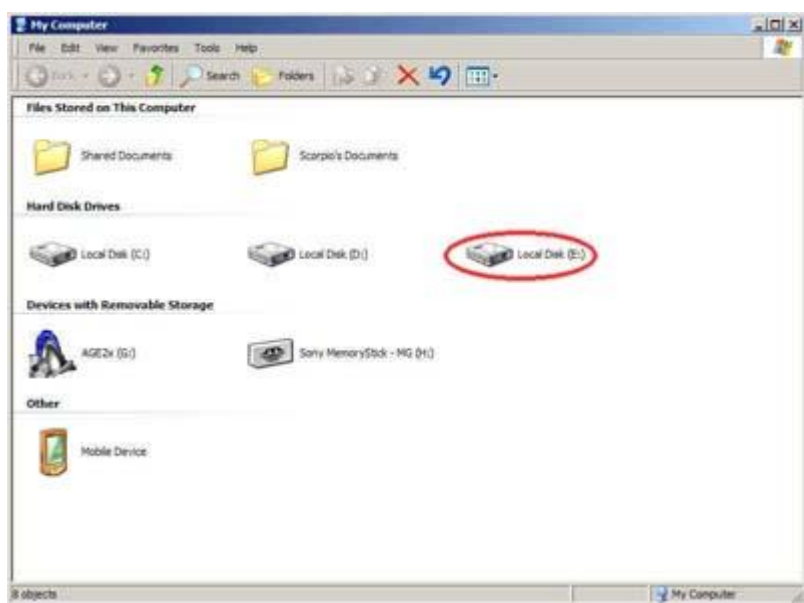 My Computer
File Edit View Favorites Tools Help
Back Search Folders
Files Stored on This Computer
Shared Documents Scorpio's Documents
Hard Disk Drives
Local Disk (C:) Local Disk (D:) Local Disk (E:)
Devices with Removable Storage
AGE2x (G:) Sony MemoryStick - MG (H:)
Other
Mobile Device
8 objects My Computer